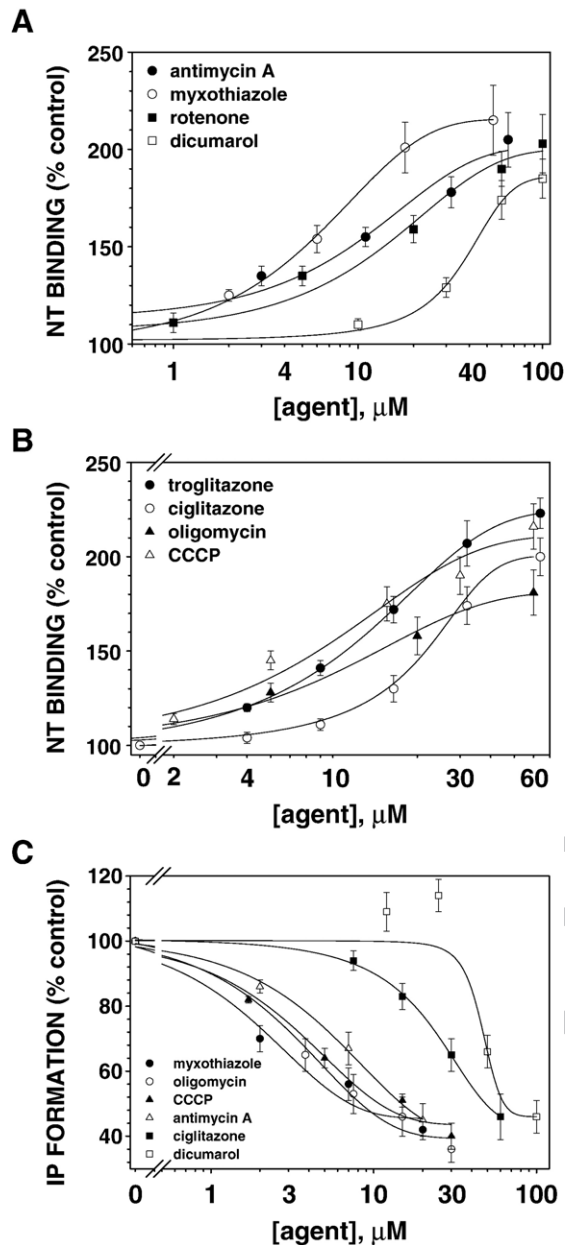 A
NT BINDING (% control)
250
200
150
100
antimycin A
myxothiazole
rotenone
dicumarol
1 4 10 40 100
[agent], μM
B
NT BINDING (% control)
250
200
150
100
troglitazone
ciglitazone
oligomycin
CCCP
0 2 4 10 30 60
[agent], μM
C
IP FORMATION (% control)
120
100
80
60
40
myxothiazole
oligomycin
CCCP
antimycin A
ciglitazone
dicumarol
0 1 3 10 30 100
[agent], μM